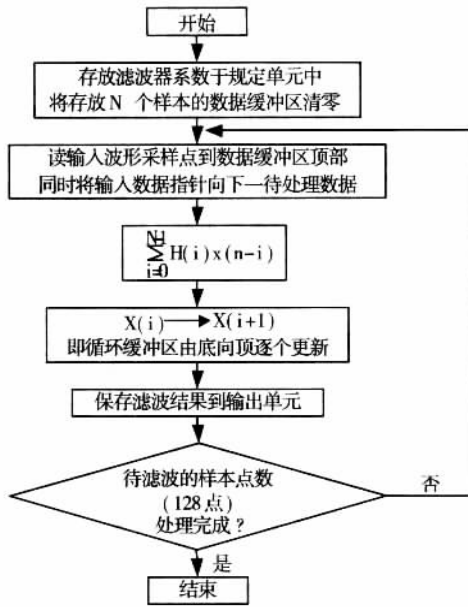 开始
存放滤波器系数于规定单元中
将存放N 个样本的数据缓冲区清零
读输入波形采样点到数据缓冲区顶部
同时将输入数据指针向下一待处理数据
H(i)x(n-i)
i=0
X(i)→X(i+1)
即循环缓冲区由底向顶逐个更新
保存滤波结果到输出单元
待滤波的样本点数
(128点)
处理完成?
否
是
结束